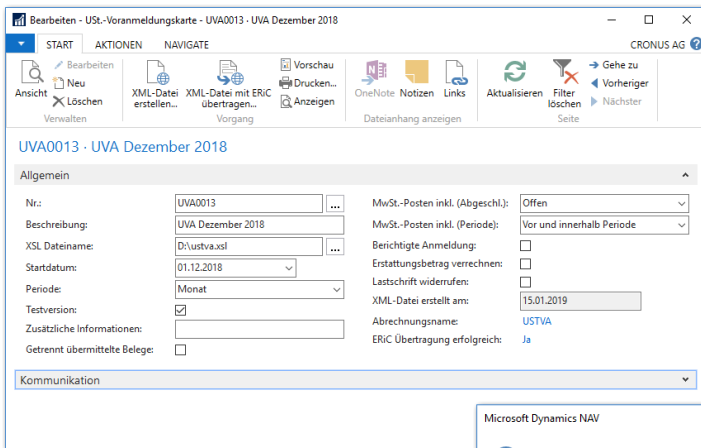 Bearbeiten - USt.-Voranmeldungskarte - UVA0013 · UVA Dezember 2018
START AKTIONEN NAVIGATE CRONUS AG ?
Ansicht
Bearbeiten
Neu
Löschen
Verwalten
XML-Datei erstellen...
XML-Datei mit ERiC übertragen...
Vorschau
Drucken...
Anzeigen
Vorgang
OneNote Notizen Links
Dateianhang anzeigen
Aktualisieren
Filter löschen
Gehe zu
Vorheriger
Nächster
Seite
UVA0013 · UVA Dezember 2018
Allgemein
Nr.: UVA0013 ...
Beschreibung: UVA Dezember 2018
XSL Dateiname: D:\ustva.xsl ...
Startdatum: 01.12.2018
Periode: Monat
Testversion:
Zusätzliche Informationen:
Getrennt übermittelte Belege:
MwSt.-Posten inkl. (Abgeschl.): Offen
MwSt.-Posten inkl. (Periode): Vor und innerhalb Periode
Berichtigte Anmeldung:
Erstattungsbetrag verrechnen:
Lastschrift widerrufen:
XML-Datei erstellt am: 15.01.2019
Abrechnungsname: USTVA
ERiC Übertragung erfolgreich: Ja
Kommunikation
Microsoft Dynamics NAV